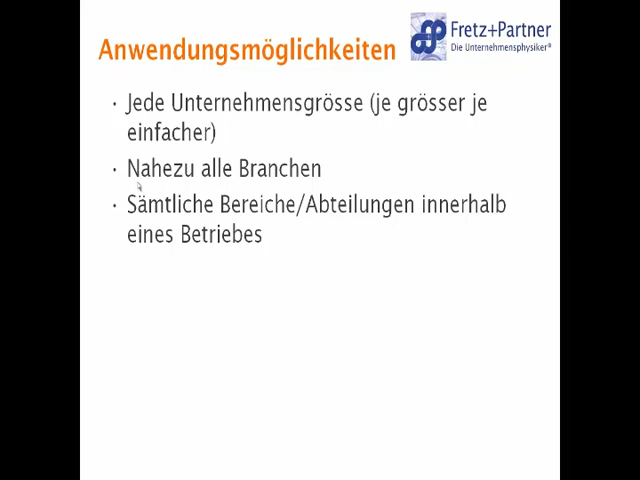 Anwendungsmöglichkeiten
Fretz+Partner
Die Unternehmensphysiker®
· Jede Unternehmensgrösse (je grösser je
einfacher)
· Nahezu alle Branchen
· Sämtliche Bereiche/Abteilungen innerhalb
eines Betriebes